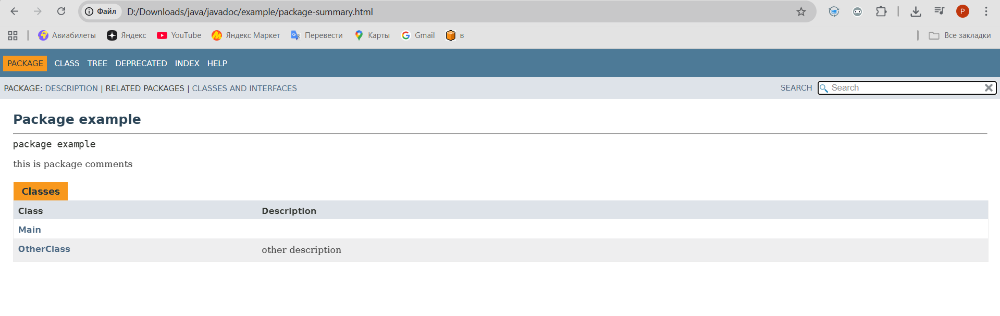 Файл D:/Downloads/java/javadoc/example/package-summary.html P
Авиабилеты Яндекс YouTube Яндекс Маркет Перевести Карты Gmail в Все закладки
PACKAGE CLASS TREE DEPRECATED INDEX HELP
PACKAGE: DESCRIPTION | RELATED PACKAGES | CLASSES AND INTERFACES SEARCH Search
Package example
package example
this is package comments
Classes
Class Description
Main
OtherClass other description